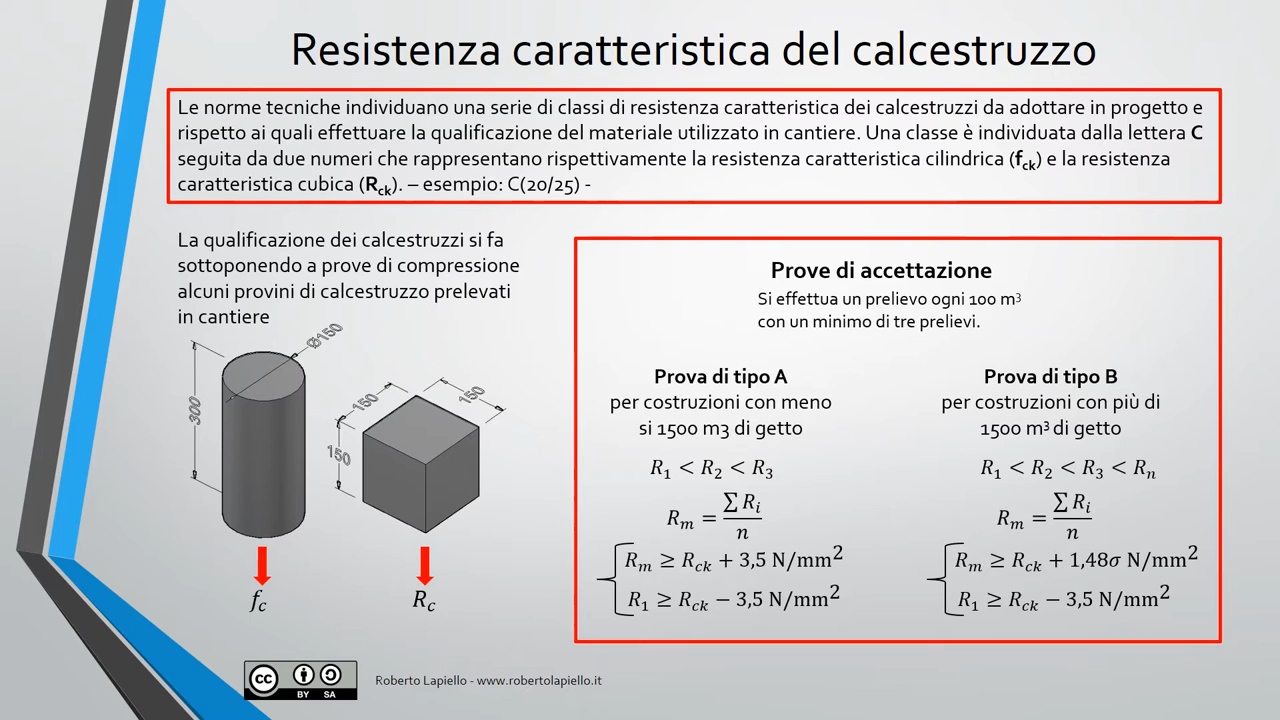 Resistenza caratteristica del calcestruzzo
Le norme tecniche individuano una serie di classi di resistenza caratteristica dei calcestruzzi da adottare in progetto e
rispetto ai quali effettuare la qualificazione del materiale utilizzato in cantiere. Una classe è individuata dalla lettera C
seguita da due numeri che rappresentano rispettivamente la resistenza caratteristica cilindrica (f_ck) e la resistenza
caratteristica cubica (R_ck). – esempio: C(20/25) -
La qualificazione dei calcestruzzi si fa
sottoponendo a prove di compressione
alcuni provini di calcestruzzo prelevati
in cantiere
Ø150
300
150
150
150
f_c
R_c
Prove di accettazione
Si effettua un prelievo ogni 100 m³
con un minimo di tre prelievi.
Prova di tipo A
per costruzioni con meno
si 1500 m3 di getto
R₁ < R₂ < R₃
R_m = ∑ R_i / n
R_m ≥ R_ck + 3,5 N/mm²
R₁ ≥ R_ck − 3,5 N/mm²
Prova di tipo B
per costruzioni con più di
1500 m³ di getto
R₁ < R₂ < R₃ < R_n
R_m = ∑ R_i / n
R_m ≥ R_ck + 1,48σ N/mm²
R₁ ≥ R_ck − 3,5 N/mm²
cc BY SA
Roberto Lapiello - www.robertolapiello.it